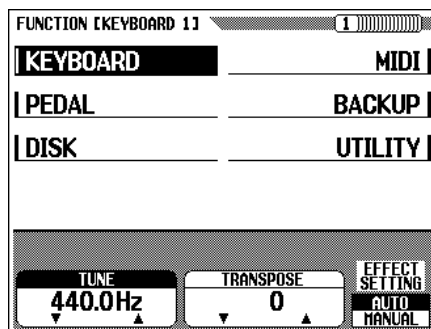 FUNCTION [KEYBOARD 1] 1
KEYBOARD MIDI
PEDAL BACKUP
DISK UTILITY
TUNE TRANSPOSE EFFECT SETTING
440.0Hz 0 AUTO
MANUAL